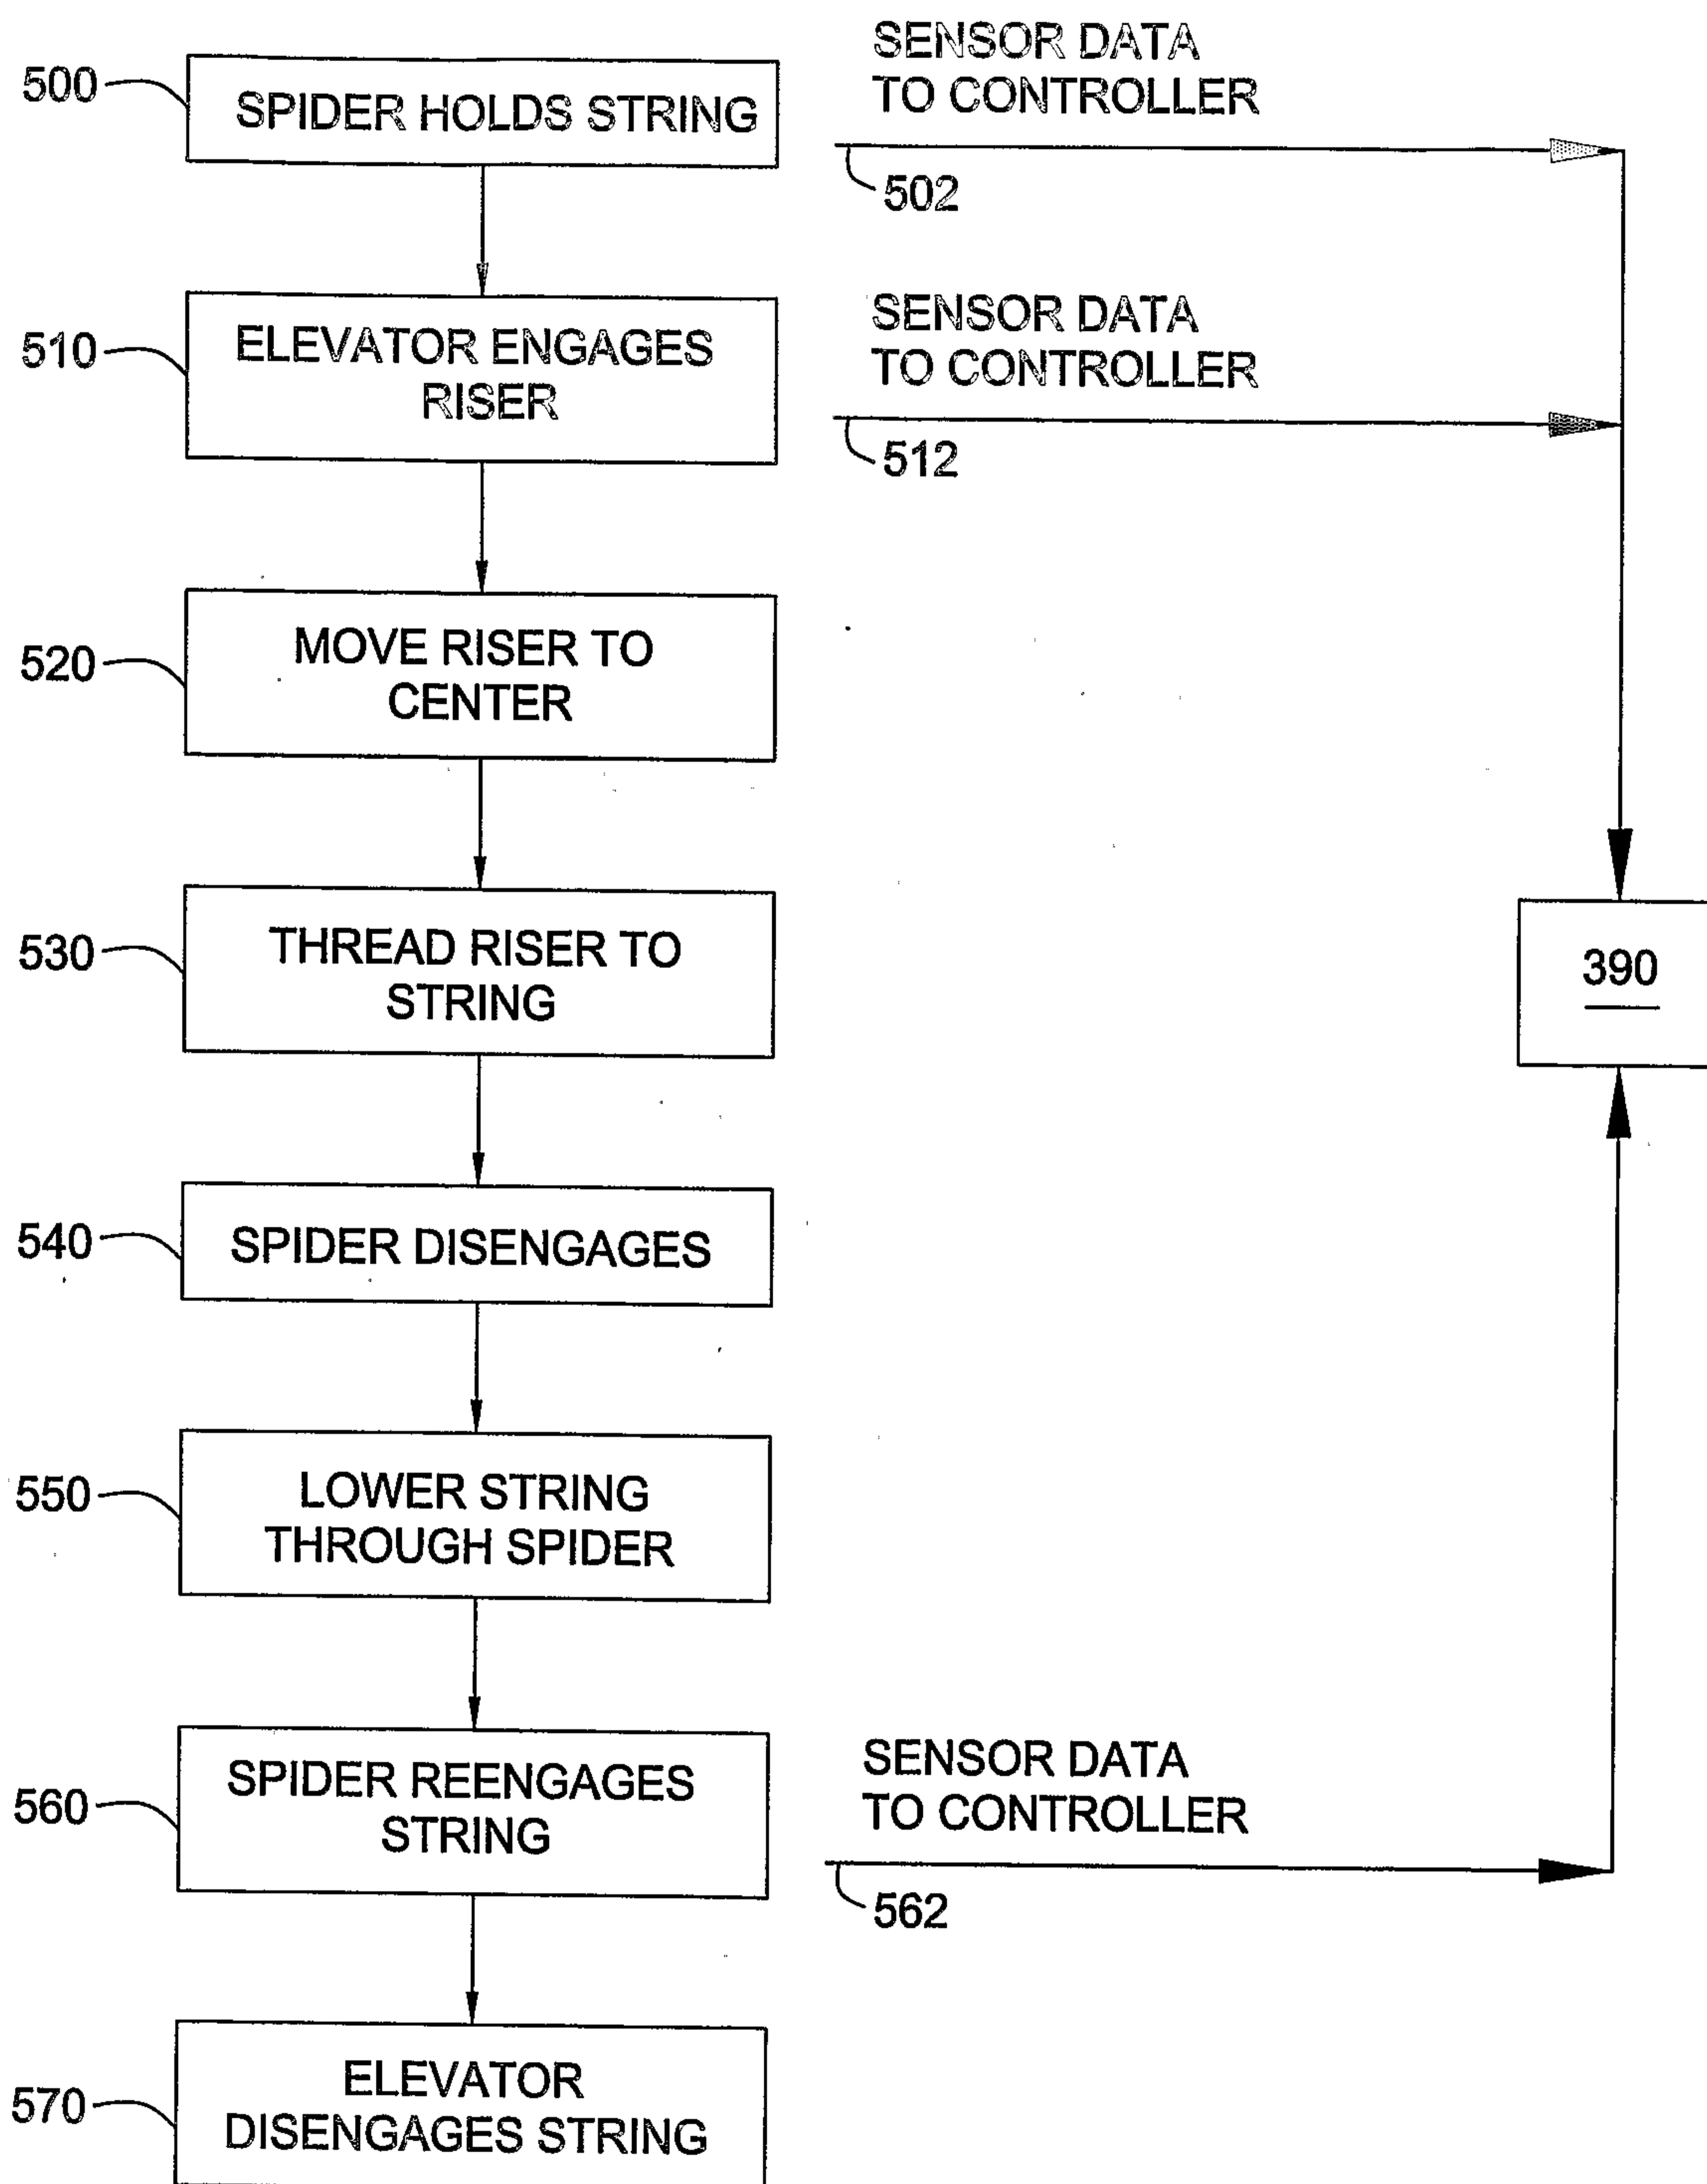 500
SPIDER HOLDS STRING
SENSOR DATA
TO CONTROLLER
502
510
ELEVATOR ENGAGES
RISER
SENSOR DATA
TO CONTROLLER
512
520
MOVE RISER TO
CENTER
530
THREAD RISER TO
STRING
390
540
SPIDER DISENGAGES
550
LOWER STRING
THROUGH SPIDER
560
SPIDER REENGAGES
STRING
SENSOR DATA
TO CONTROLLER
562
570
ELEVATOR
DISENGAGES STRING